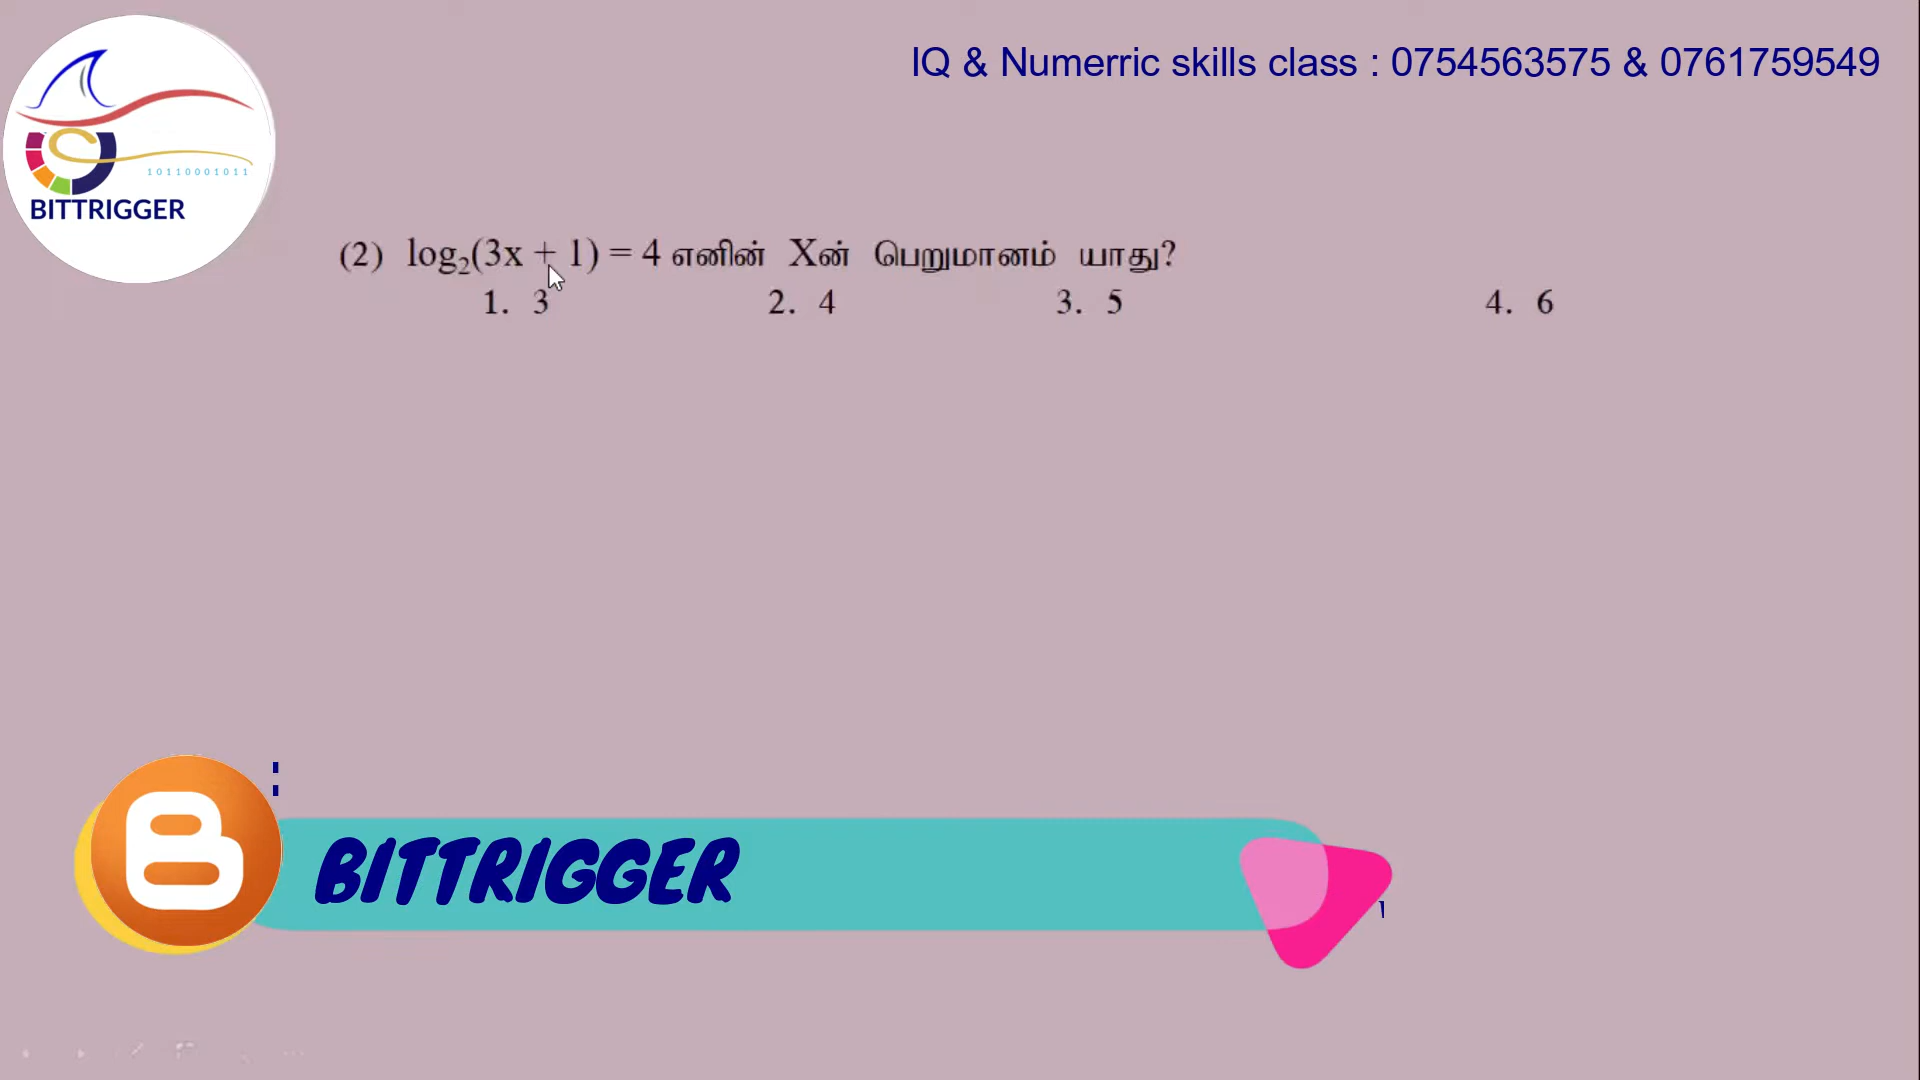 IQ & Numerric skills class : 0754563575 & 0761759549
10110001011
BITTRIGGER
(2) log₂(3x + 1) = 4 எனின் Xன் பெறுமானம் யாது?
1. 3 2. 4 3. 5 4. 6
BITTRIGGER